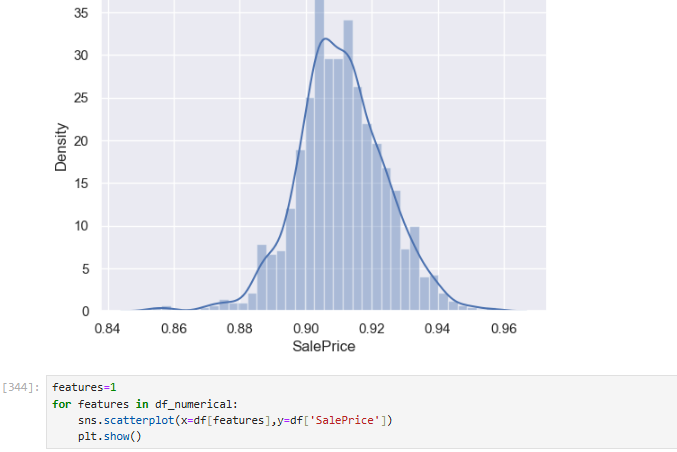 35
30
25
20
15
10
5
0
Density
0.84 0.86 0.88 0.90 0.92 0.94 0.96
SalePrice
[344]: features=1
for features in df_numerical:
    sns.scatterplot(x=df[features],y=df['SalePrice'])
    plt.show()